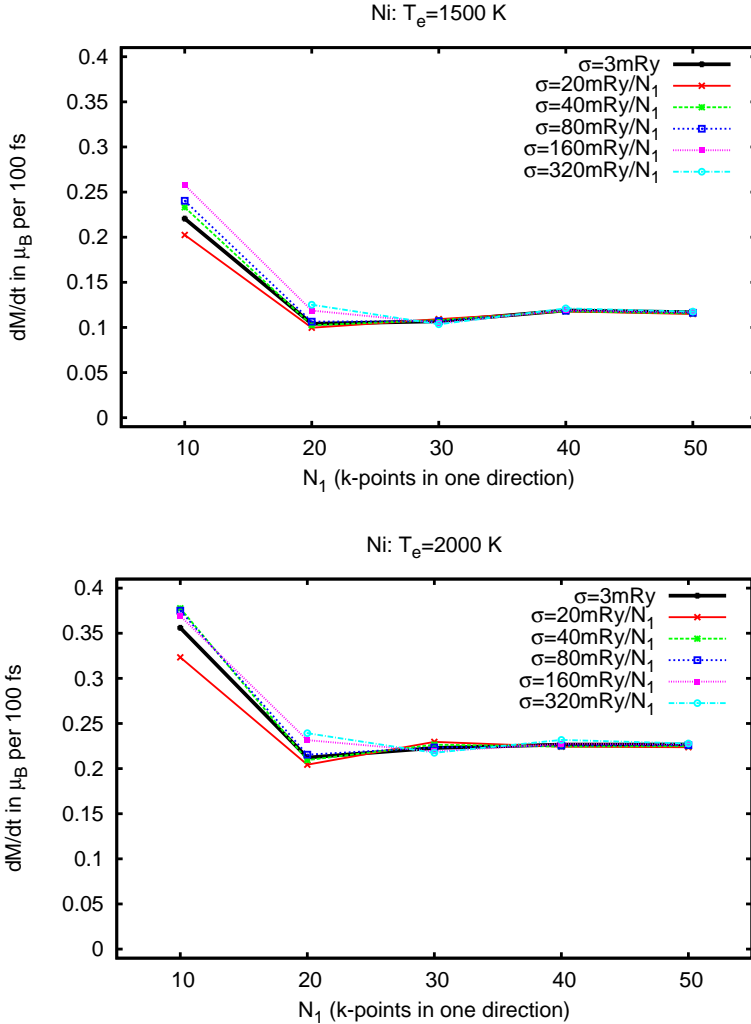 Ni: T_e=1500 K
0.4
0.35
0.3
0.25
0.2
0.15
0.1
0.05
0
dM/dt in μ_B per 100 fs
σ=3mRy
σ=20mRy/N_1
σ=40mRy/N_1
σ=80mRy/N_1
σ=160mRy/N_1
σ=320mRy/N_1
10 20 30 40 50
N_1 (k-points in one direction)
Ni: T_e=2000 K
0.4
0.35
0.3
0.25
0.2
0.15
0.1
0.05
0
dM/dt in μ_B per 100 fs
σ=3mRy
σ=20mRy/N_1
σ=40mRy/N_1
σ=80mRy/N_1
σ=160mRy/N_1
σ=320mRy/N_1
10 20 30 40 50
N_1 (k-points in one direction)